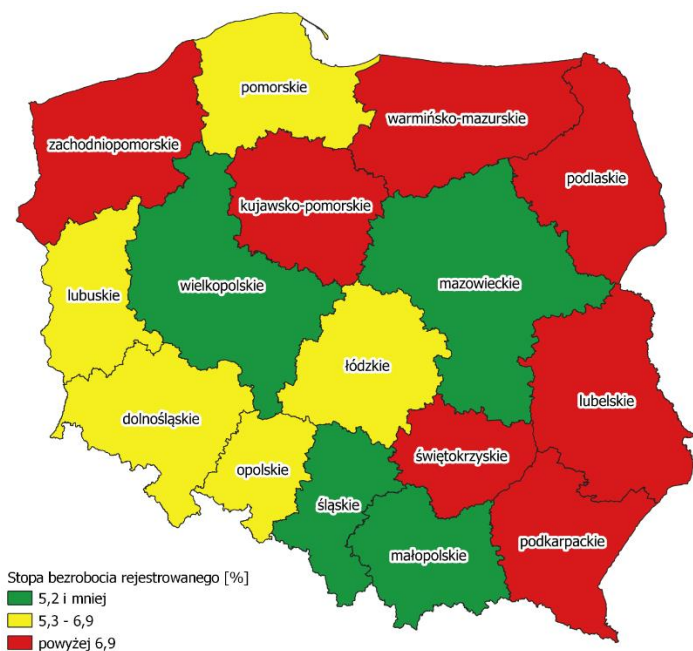 pomorskie
warmińsko-mazurskie
zachodniopomorskie
podlaskie
kujawsko-pomorskie
lubuskie
wielkopolskie
mazowieckie
łódzkie
lubelskie
dolnośląskie
opolskie
świętokrzyskie
śląskie
podkarpackie
małopolskie
Stopa bezrobocia rejestrowanego [%]
5,2 i mniej
5,3 - 6,9
powyżej 6,9